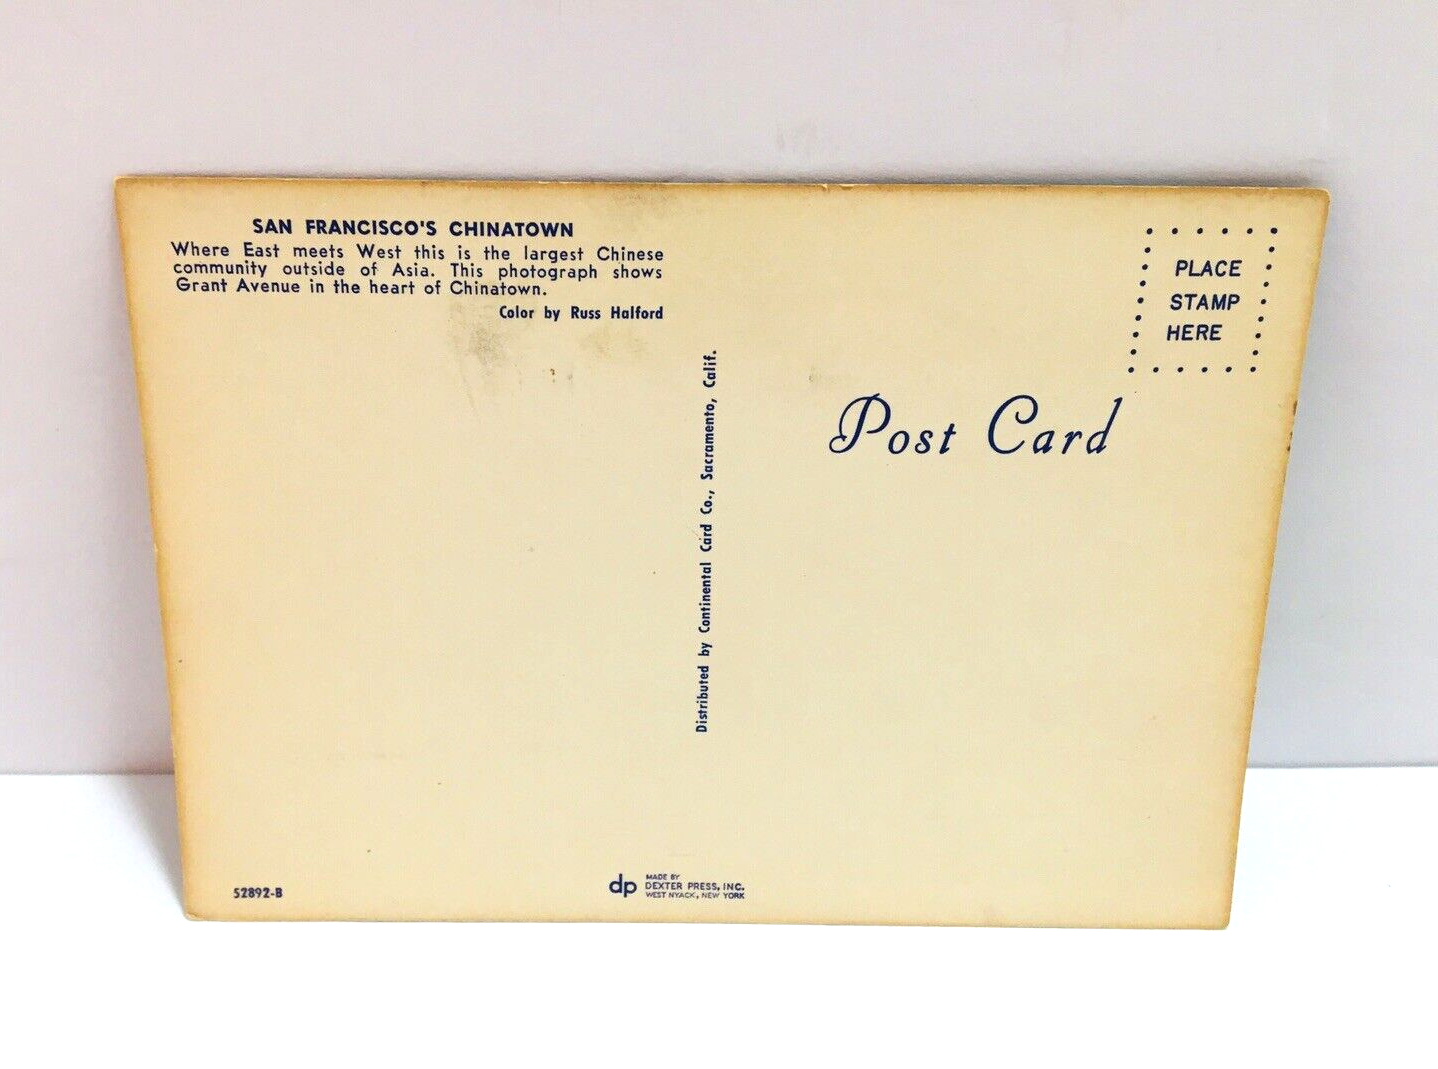 SAN FRANCISCO'S CHINATOWN
Where East meets West this is the largest Chinese
community outside of Asia. This photograph shows
Grant Avenue in the heart of Chinatown.
Color by Russ Halford
Distributed by Continental Card Co., Sacramento, Calif.
PLACE
STAMP
HERE
Post Card
52892-B
dp
MADE BY
DEXTER PRESS, INC.
WEST NYACK, NEW YORK